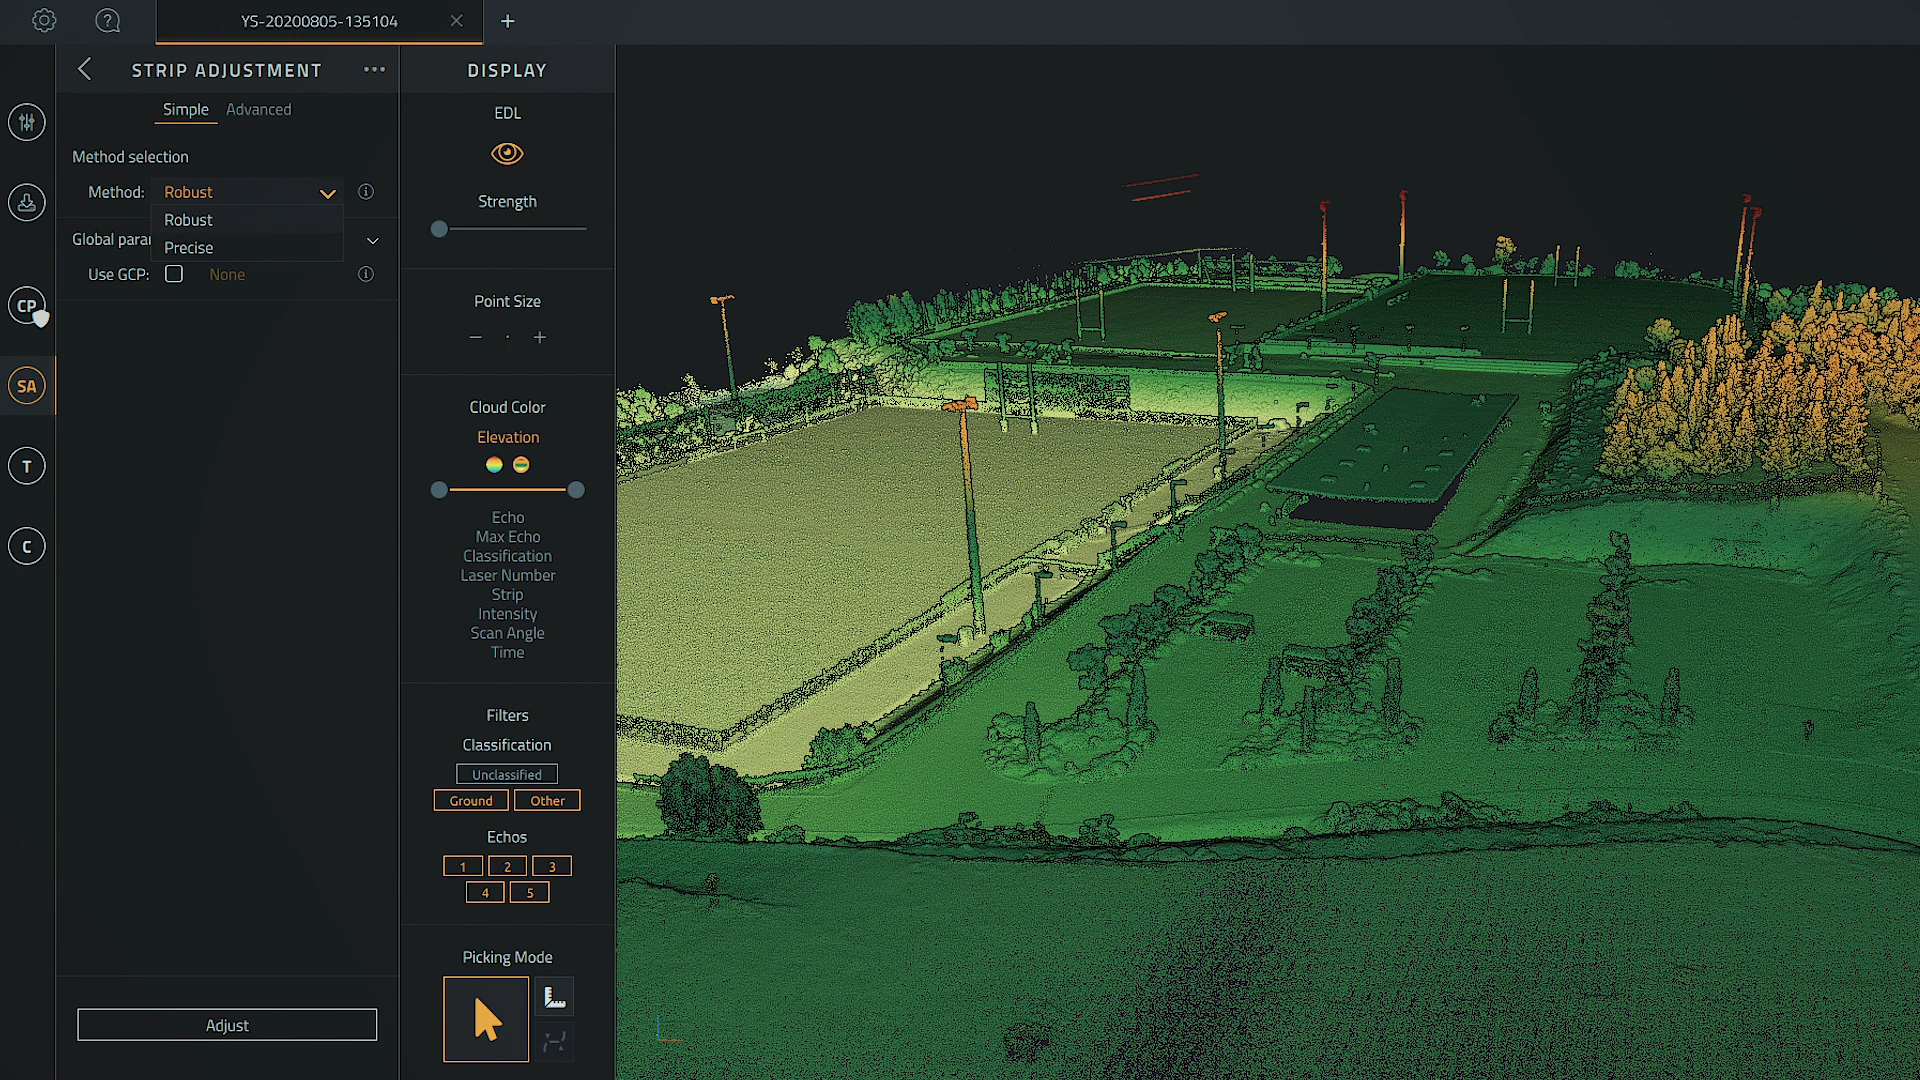 YS-20200805-135104
STRIP ADJUSTMENT
Simple Advanced
Method selection
Method: Robust
Robust
Precise
Global parar
Use GCP: None
CP
SA
T
C
Adjust
DISPLAY
EDL
Strength
Point Size
Cloud Color
Elevation
Echo
Max Echo
Classification
Laser Number
Strip
Intensity
Scan Angle
Time
Filters
Classification
Unclassified
Ground Other
Echos
1 2 3
4 5
Picking Mode